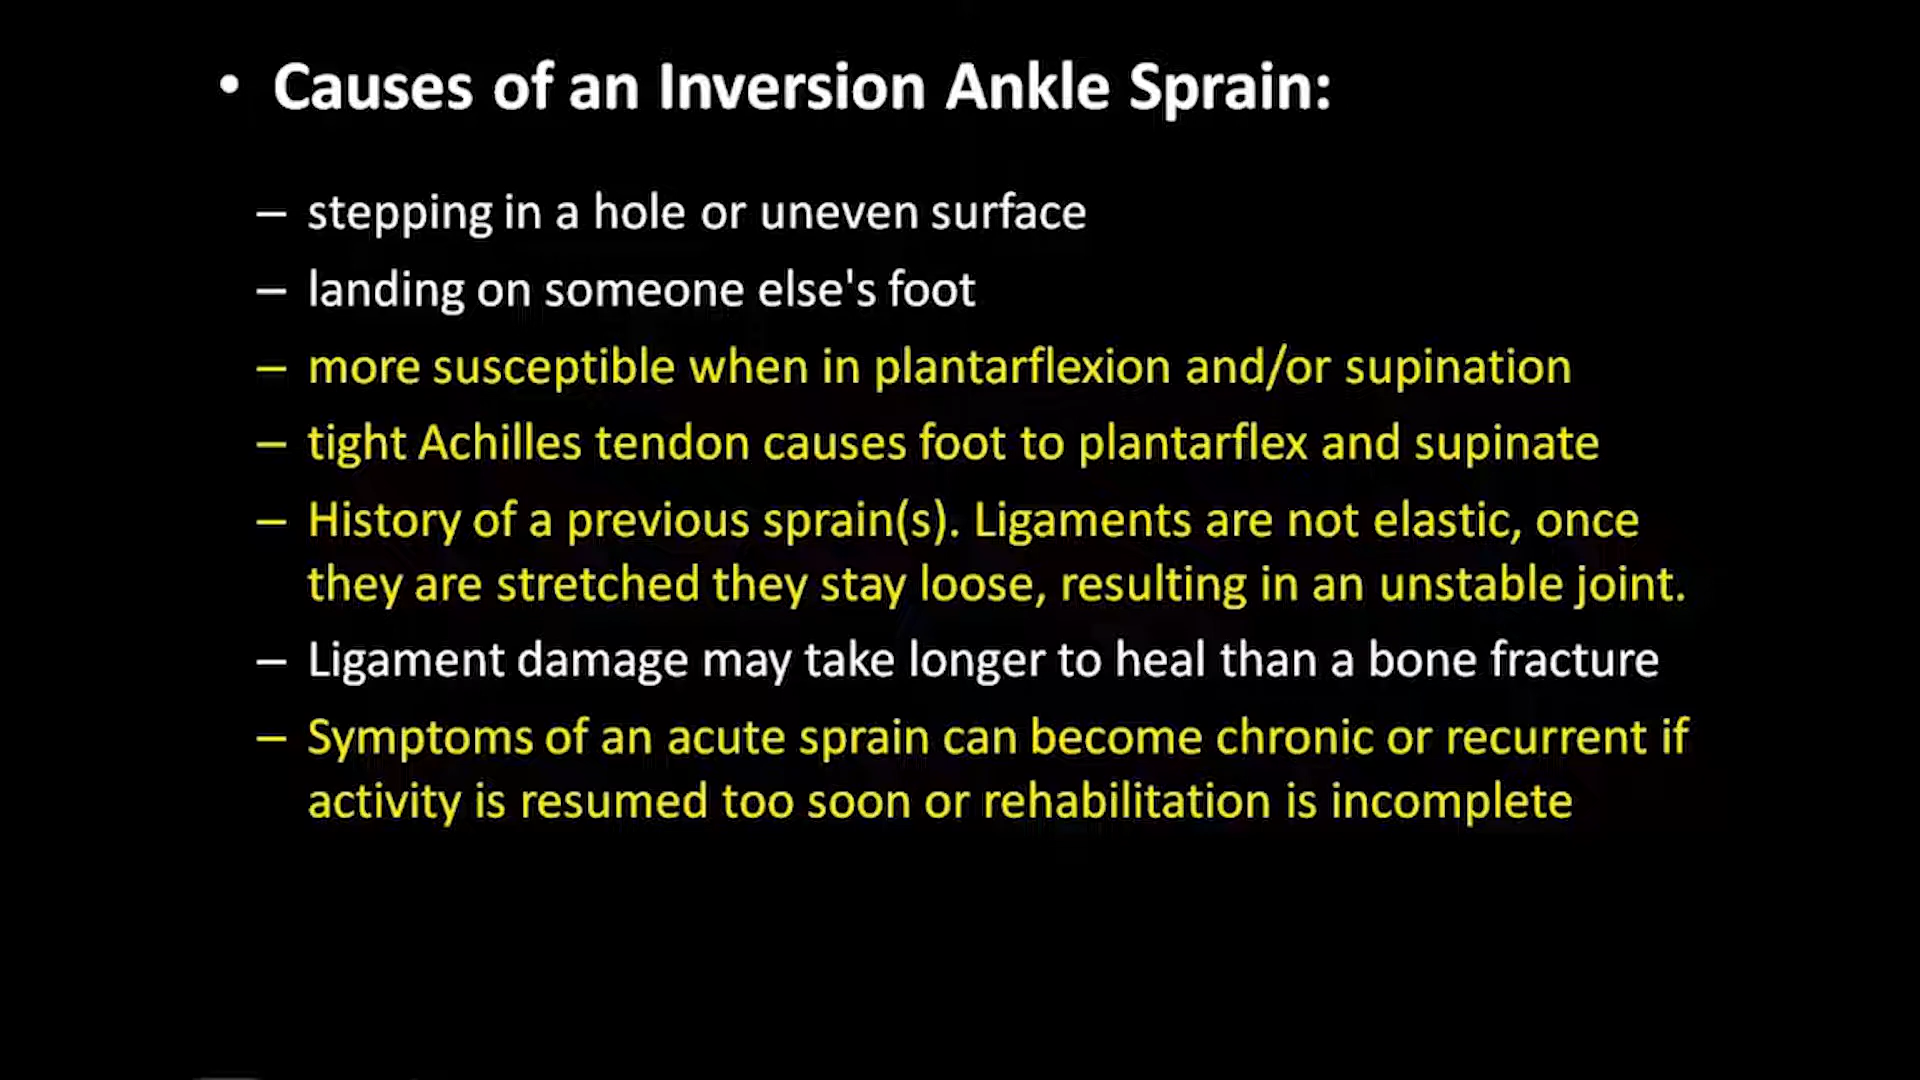 • Causes of an Inversion Ankle Sprain:
– stepping in a hole or uneven surface
– landing on someone else's foot
– more susceptible when in plantarflexion and/or supination
– tight Achilles tendon causes foot to plantarflex and supinate
– History of a previous sprain(s). Ligaments are not elastic, once
they are stretched they stay loose, resulting in an unstable joint.
– Ligament damage may take longer to heal than a bone fracture
– Symptoms of an acute sprain can become chronic or recurrent if
activity is resumed too soon or rehabilitation is incomplete